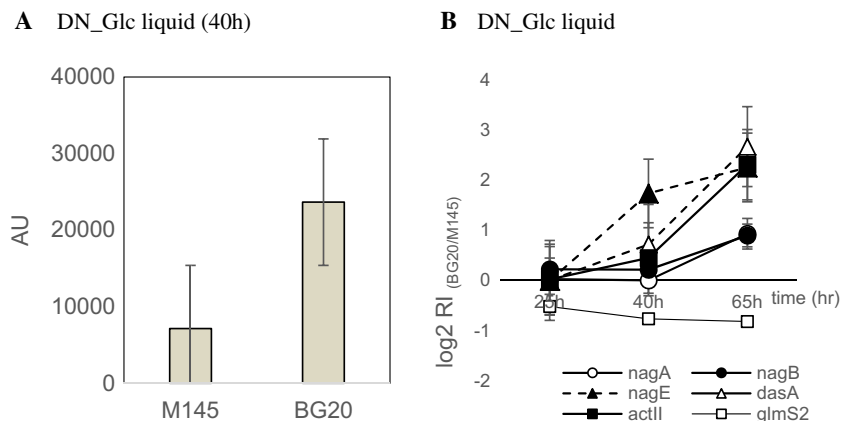 A DN_Glc liquid (40h)
40000
30000
20000
10000
0
AU
M145 BG20
B DN_Glc liquid
4
3
2
1
0
-1
-2
log2 RI (BG20/M145)
25h 40h 65h time (hr)
nagA nagB
nagE dasA
actII glmS2